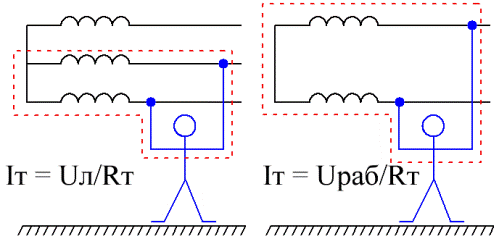 Iт = Uл/Rт
Iт = Uраб/Rт